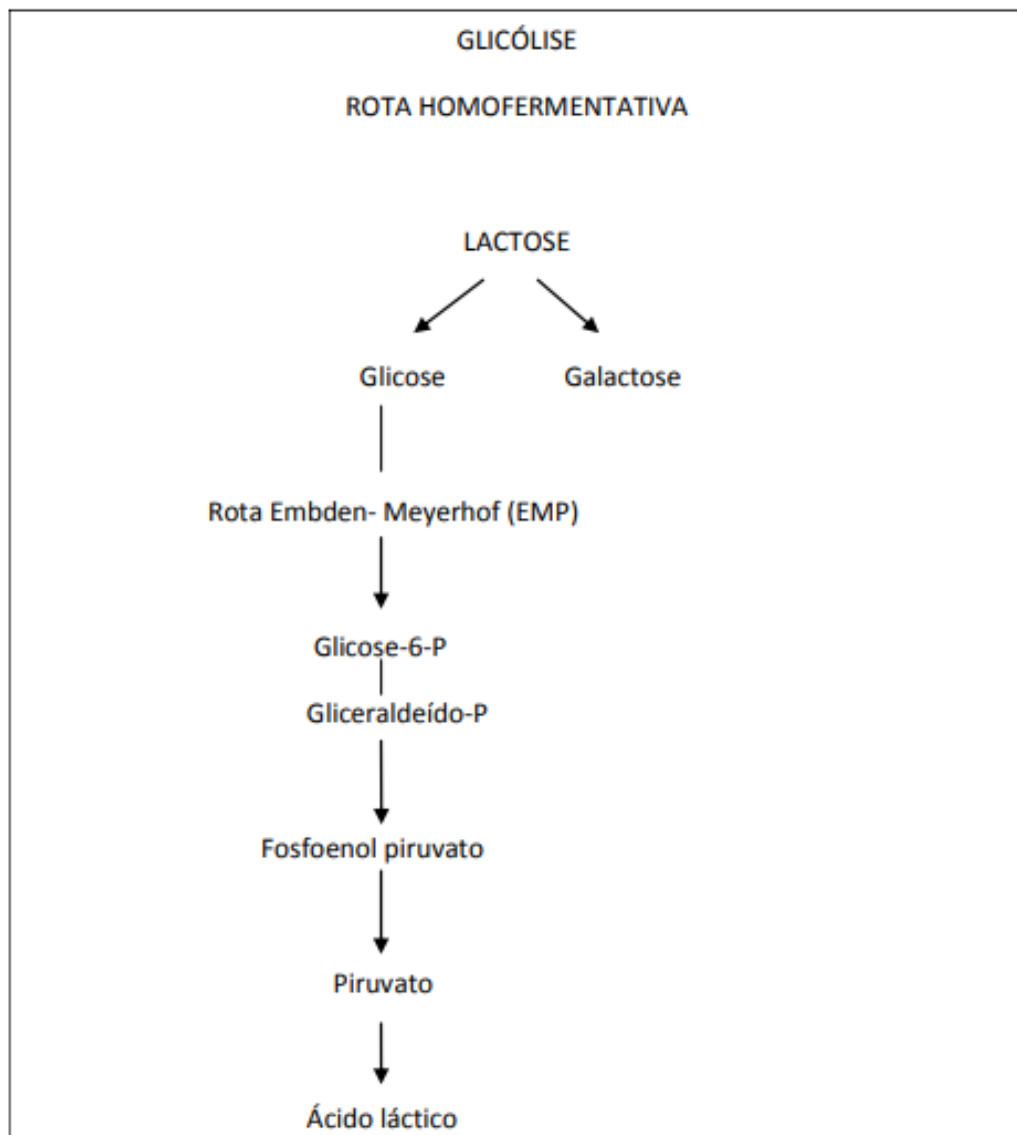 GLICÓLISE
ROTA HOMOFERMENTATIVA
LACTOSE
Glicose Galactose
Rota Embden- Meyerhof (EMP)
Glicose-6-P
Gliceraldeído-P
Fosfoenol piruvato
Piruvato
Ácido láctico